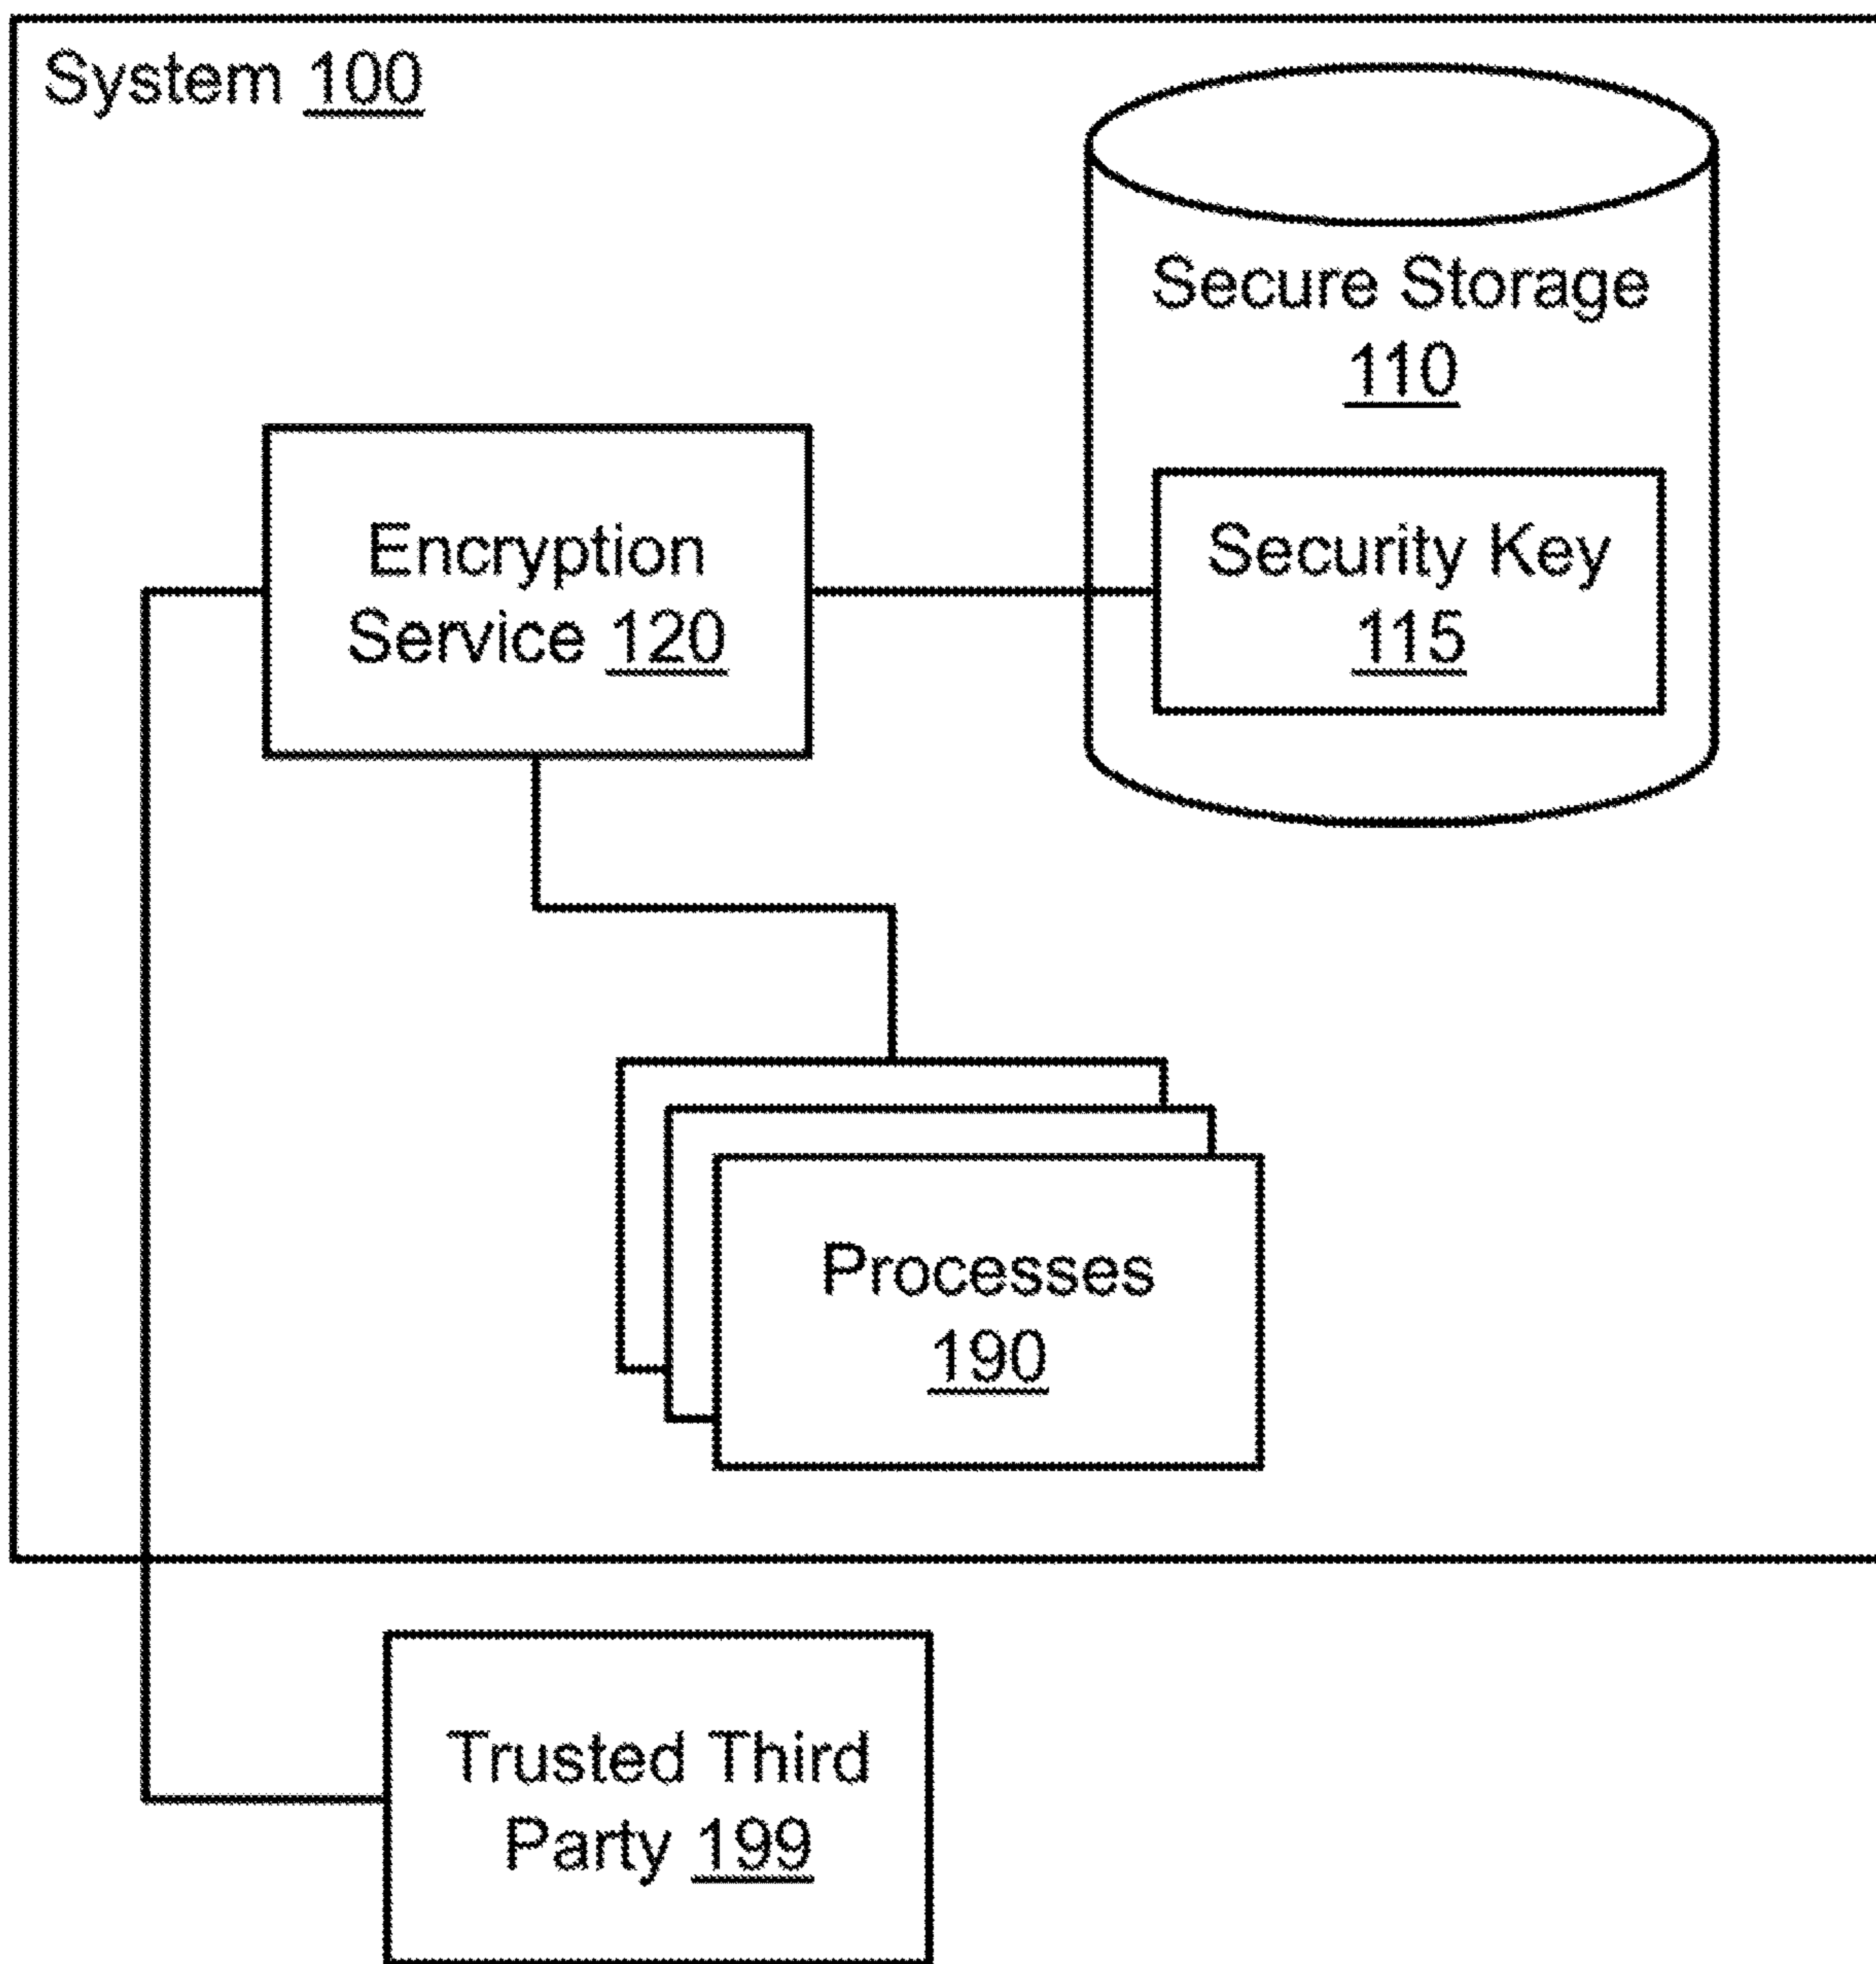 System 100
Secure Storage
110
Security Key
115
Encryption
Service 120
Processes
190
Trusted Third
Party 199